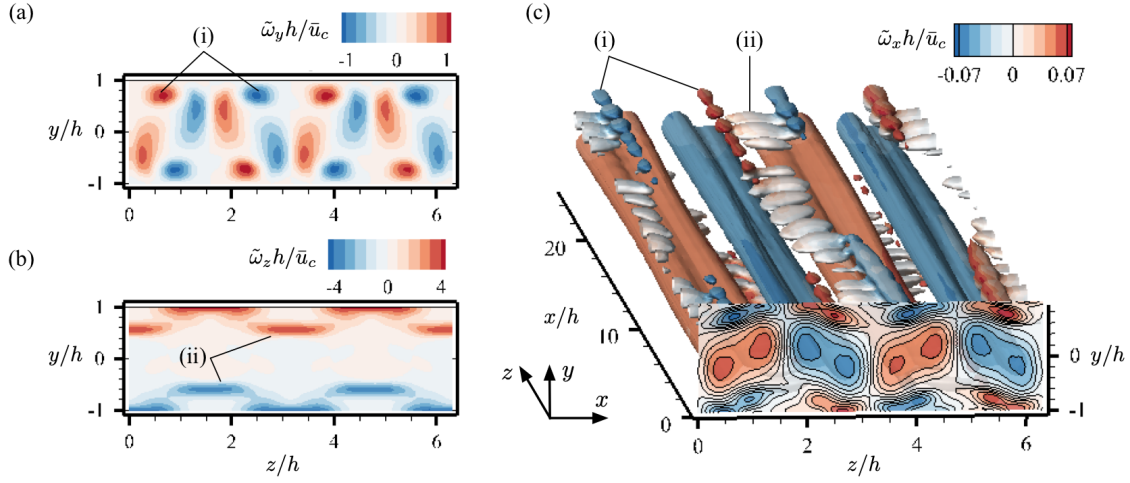 (a)
(i)
ω̃_y h/ū_c
-1 0 1
1
y/h 0
-1
0 2 4 6
(b)
ω̃_z h/ū_c
-4 0 4
1
(ii)
y/h 0
-1
0 2 4 6
z/h
(c)
(i) (ii)
ω̃_x h/ū_c
-0.07 0 0.07
20
x/h
10
0
z y x
0 y/h
-1
0 2 4 6
z/h